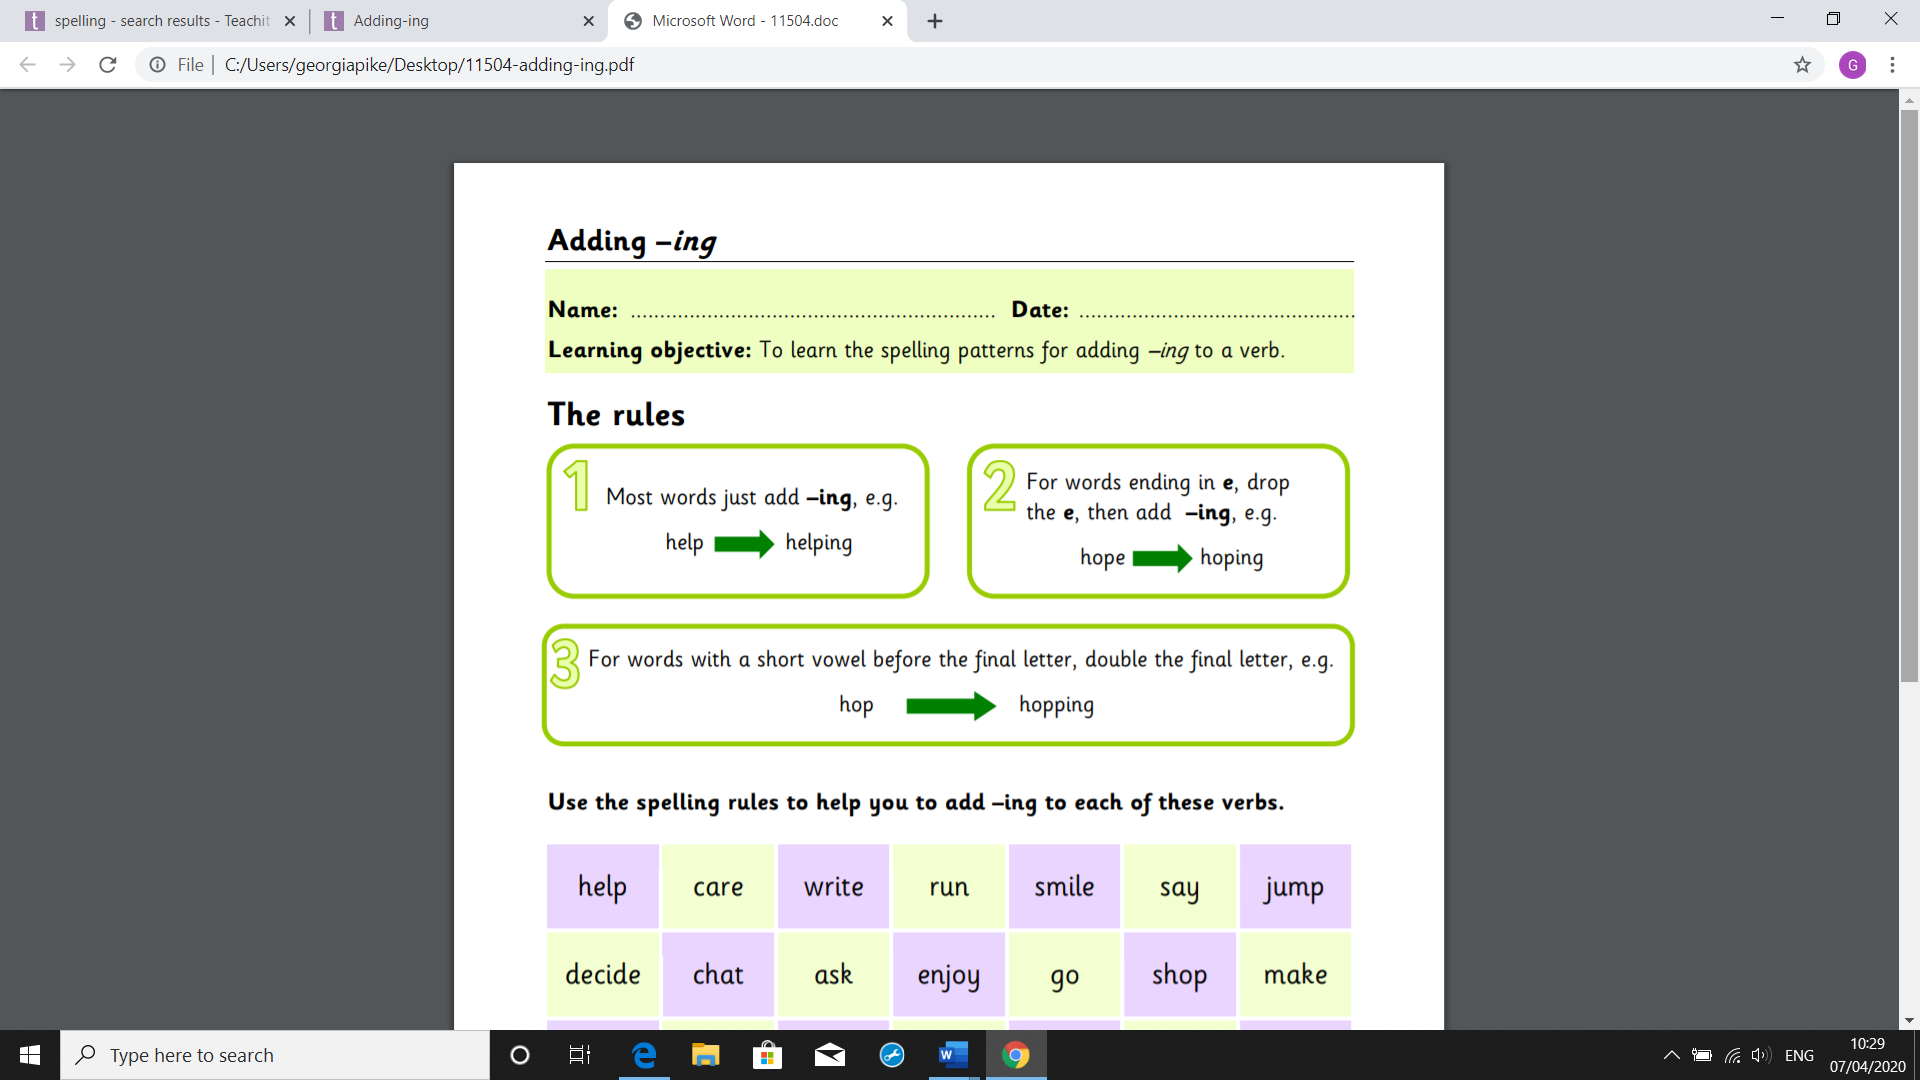 spelling - search results - Teachit
Adding-ing
Microsoft Word - 11504.doc
File | C:/Users/georgiapike/Desktop/11504-adding-ing.pdf
G
Adding –ing
Name: .............................................................. Date: ...............................................
Learning objective: To learn the spelling patterns for adding –ing to a verb.
The rules
1 Most words just add –ing, e.g.
help helping
2 For words ending in e, drop
the e, then add –ing, e.g.
hope hoping
3 For words with a short vowel before the final letter, double the final letter, e.g.
hop hopping
Use the spelling rules to help you to add –ing to each of these verbs.
help care write run smile say jump
decide chat ask enjoy go shop make
Type here to search
ENG
10:29
07/04/2020